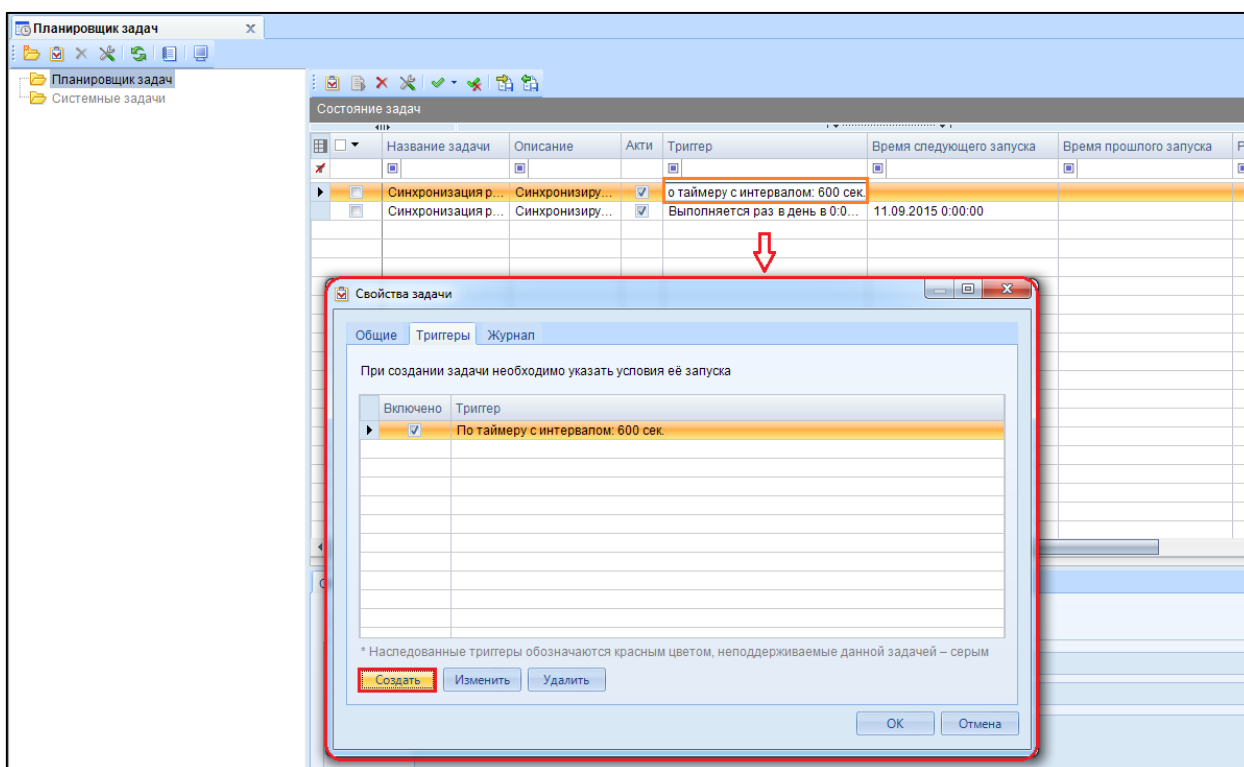 Планировщик задач
Планировщик задач
Системные задачи
Состояние задач
Название задачи Описание Акти Триггер Время следующего запуска Время прошлого запуска
Синхронизация р... Синхронизиру... о таймеру с интервалом: 600 сек.
Синхронизация р... Синхронизиру... Выполняется раз в день в 0:0... 11.09.2015 0:00:00
Свойства задачи
Общие Триггеры Журнал
При создании задачи необходимо указать условия её запуска
Включено Триггер
По таймеру с интервалом: 600 сек.
* Наследованные триггеры обозначаются красным цветом, неподдерживаемые данной задачей – серым
Создать Изменить Удалить
ОК Отмена